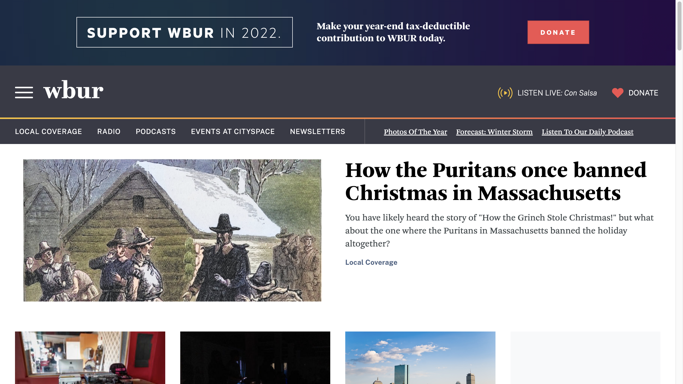 SUPPORT WBUR IN 2022.
Make your year-end tax-deductible
contribution to WBUR today.
DONATE
wbur
LISTEN LIVE: Con Salsa
DONATE
LOCAL COVERAGE
RADIO
PODCASTS
EVENTS AT CITYSPACE
NEWSLETTERS
Photos Of The Year
Forecast: Winter Storm
Listen To Our Daily Podcast
How the Puritans once banned
Christmas in Massachusetts
You have likely heard the story of "How the Grinch Stole Christmas!" but what
about the one where the Puritans in Massachusetts banned the holiday
altogether?
Local Coverage